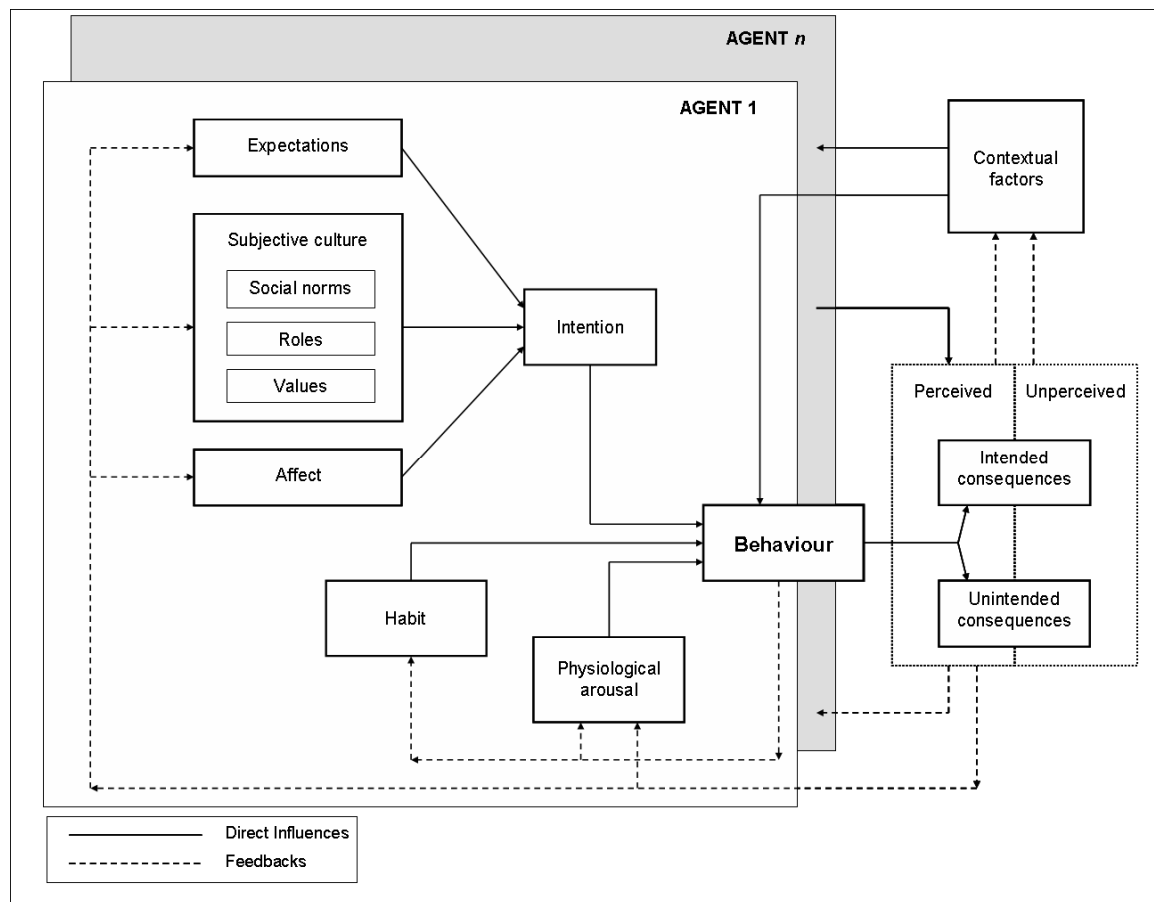 AGENT n
AGENT 1
Expectations
Contextual
factors
Subjective culture
Social norms
Roles
Values
Intention
Perceived
Unperceived
Affect
Intended
consequences
Behaviour
Unintended
consequences
Habit
Physiological
arousal
Direct Influences
Feedbacks